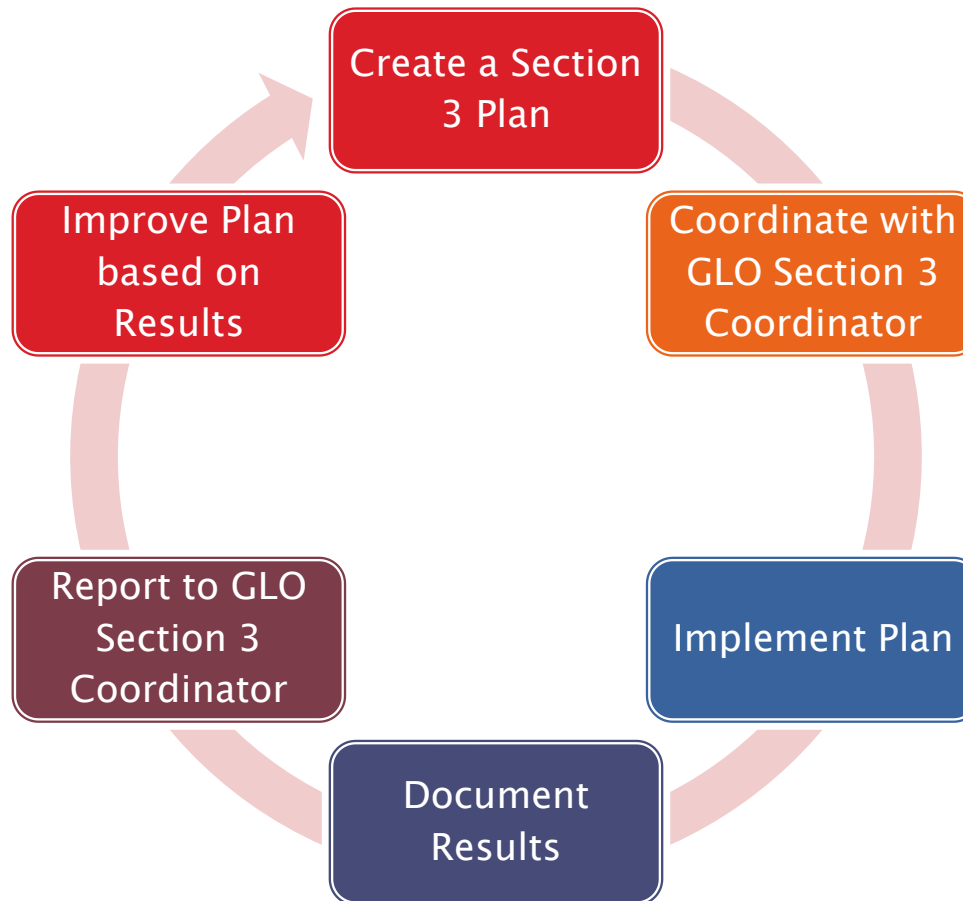 Create a Section
3 Plan
Coordinate with
GLO Section 3
Coordinator
Implement Plan
Document
Results
Report to GLO
Section 3
Coordinator
Improve Plan
based on
Results